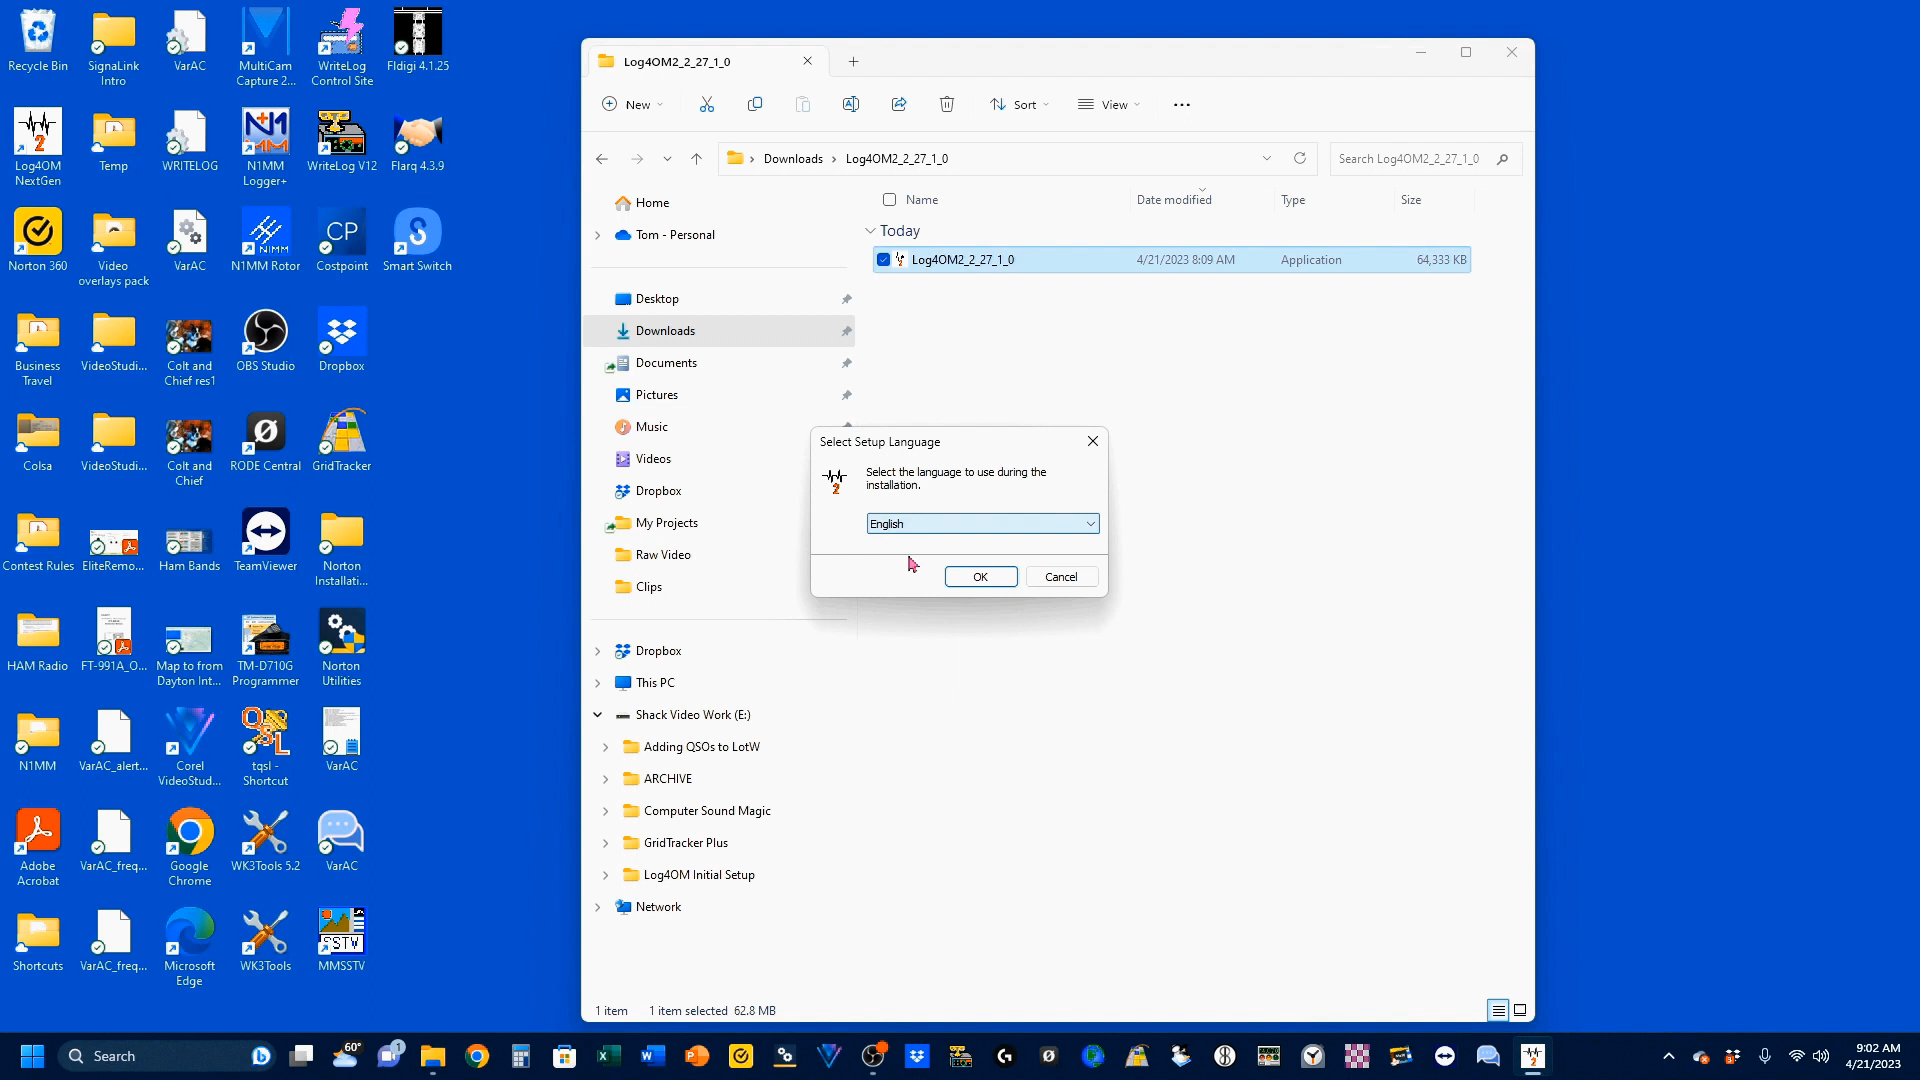 Recycle Bin
SignaLink
Intro
VarAC
MultiCam
Capture 2...
WriteLog
Control Site
Fldigi 4.1.25
Log4OM
NextGen
Temp
WRITELOG
N1MM
Logger+
WriteLog V12
Flarq 4.3.9
Norton 360
Video
overlays pack
VarAC
N1MM Rotor
CP
Costpoint
Smart Switch
Business
Travel
VideoStudi...
Colt and
Chief res1
OBS Studio
Dropbox
Colsa
VideoStudi...
Colt and
Chief
RODE Central
GridTracker
Contest Rules
EliteRemo...
Ham Bands
TeamViewer
Norton
Installati...
HAM Radio
FT-991A_O...
Map to from
Dayton Int...
TM-D710G
Programmer
Norton
Utilities
N1MM
VarAC_alert...
Corel
VideoStud...
tqsl -
Shortcut
VarAC
Adobe
Acrobat
VarAC_freq...
Google
Chrome
WK3Tools 5.2
VarAC
Shortcuts
VarAC_freq...
Microsoft
Edge
WK3Tools
SSTV
MMSSTV
Log4OM2_2_27_1_0
New
Sort
View
Downloads
Log4OM2_2_27_1_0
Search Log4OM2_2_27_1_0
Home
Tom - Personal
Desktop
Downloads
Documents
Pictures
Music
Videos
Dropbox
My Projects
Raw Video
Clips
Dropbox
This PC
Shack Video Work (E:)
Adding QSOs to LotW
ARCHIVE
Computer Sound Magic
GridTracker Plus
Log4OM Initial Setup
Network
Name Date modified Type Size
Today
Log4OM2_2_27_1_0 4/21/2023 8:09 AM Application 64,333 KB
Select Setup Language
Select the language to use during the
installation.
English
OK Cancel
1 item 1 item selected 62.8 MB
Search
60°
1
9:02 AM
4/21/2023